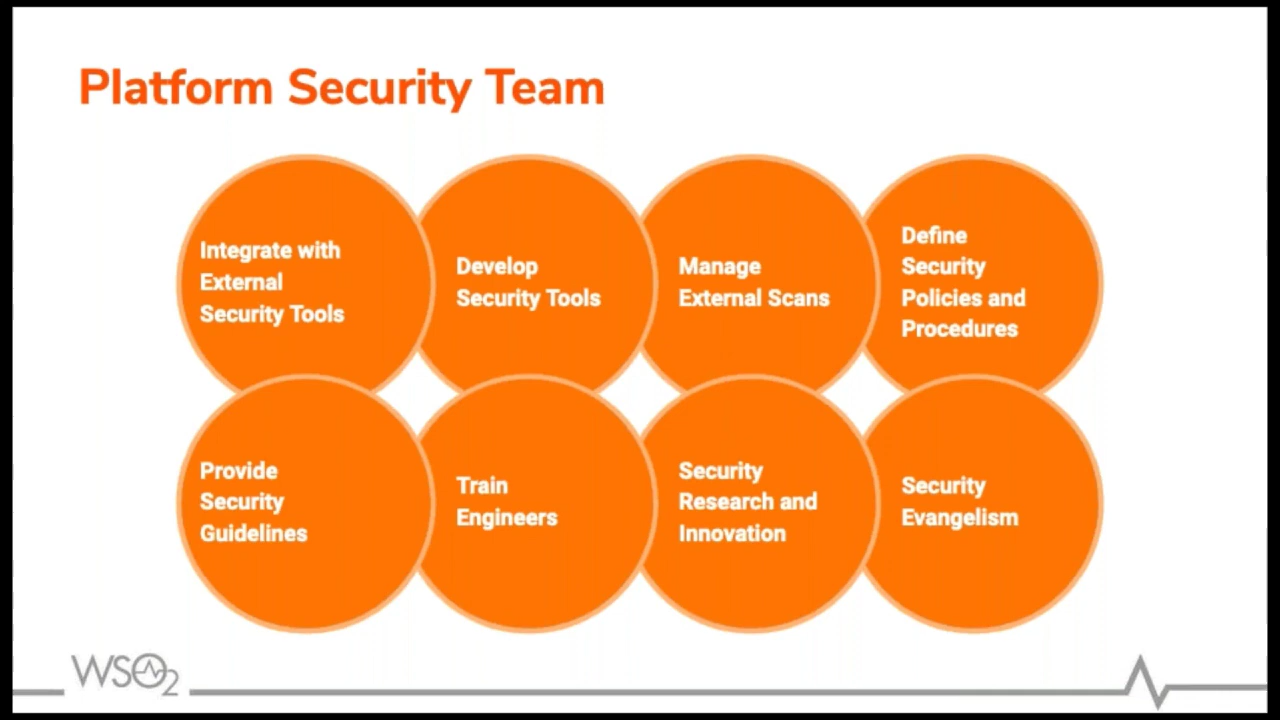 Platform Security Team
Integrate with
External
Security Tools
Develop
Security Tools
Manage
External Scans
Define
Security
Policies and
Procedures
Provide
Security
Guidelines
Train
Engineers
Security
Research and
Innovation
Security
Evangelism
WSO2